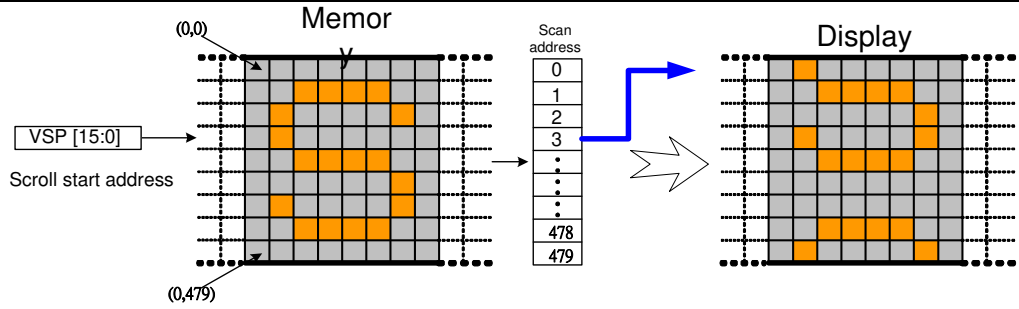 (0,0)
Memor
y
Scan
address
Display
0
1
2
3
478
479
VSP [15:0]
Scroll start address
(0,479)